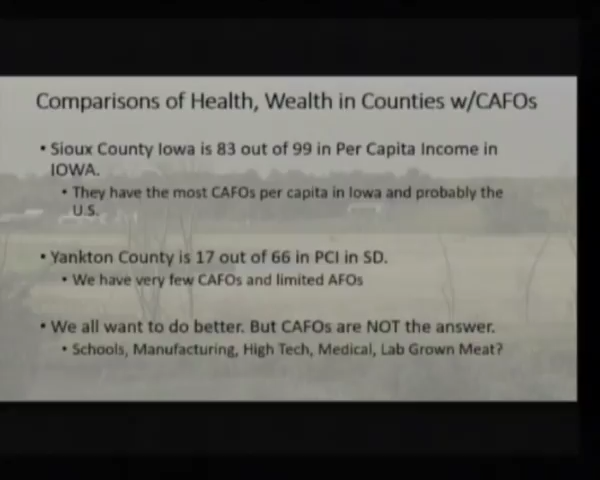 Comparisons of Health, Wealth in Counties w/CAFOs
• Sioux County Iowa is 83 out of 99 in Per Capita Income in
IOWA.
• They have the most CAFOs per capita in Iowa and probably the
U.S.
• Yankton County is 17 out of 66 in PCI in SD.
• We have very few CAFOs and limited AFOs
• We all want to do better. But CAFOs are NOT the answer.
• Schools, Manufacturing, High Tech, Medical, Lab Grown Meat?